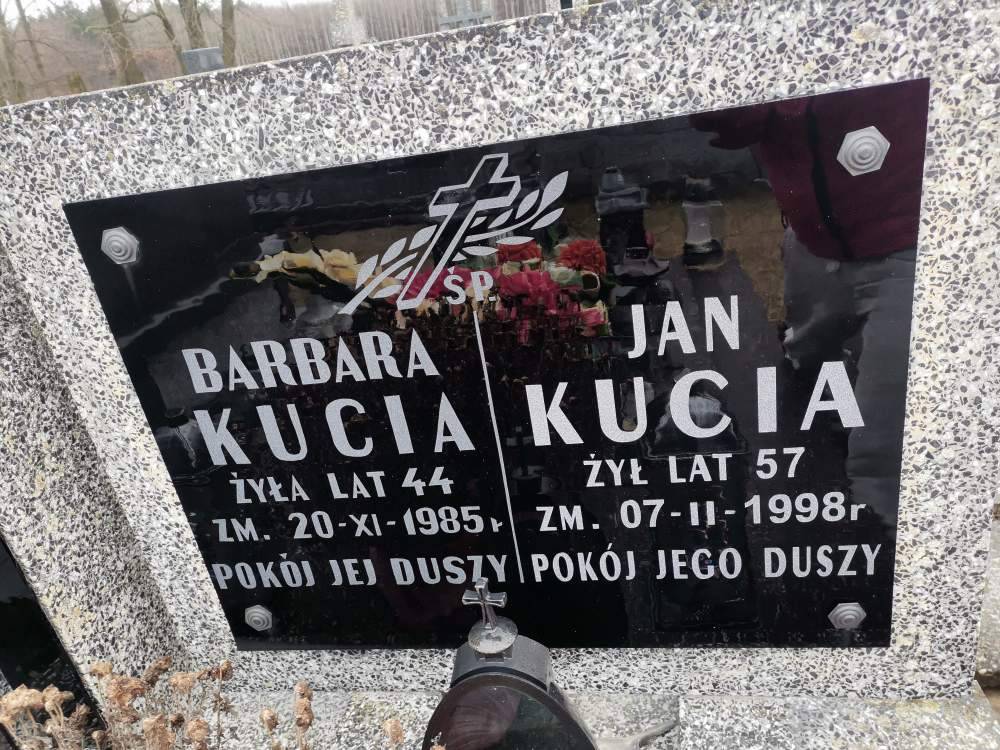 ŚP.
BARBARA
KUCIA
ŻYŁA LAT 44
ZM. 20-XI-1985r
POKÓJ JEJ DUSZY
JAN
KUCIA
ŻYŁ LAT 57
ZM. 07-II-1998r
POKÓJ JEGO DUSZY